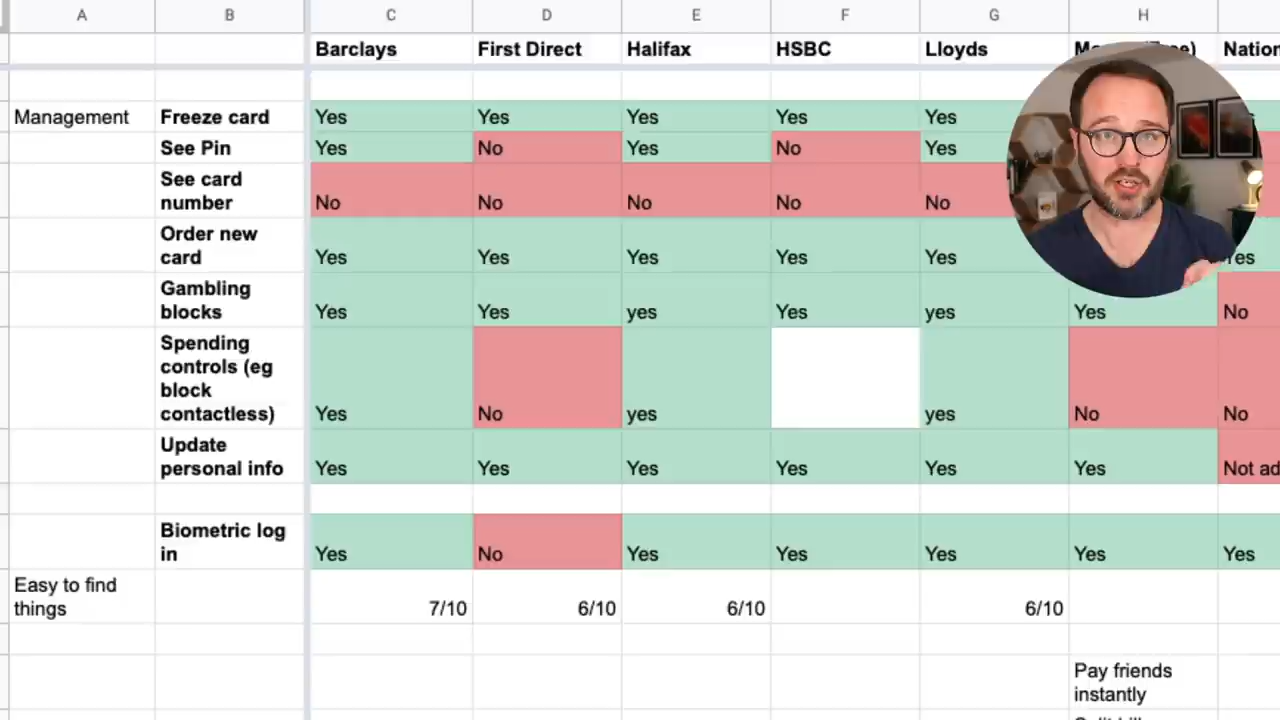 A B C D E F G H
Barclays First Direct Halifax HSBC Lloyds
Management Freeze card Yes Yes Yes Yes Yes
See Pin Yes No Yes No Yes
See card
number No No No No No
Order new
card Yes Yes Yes Yes Yes Yes
Gambling
blocks Yes Yes yes Yes yes Yes No
Spending
controls (eg
block
contactless) Yes No yes yes No No
Update
personal info Yes Yes Yes Yes Yes Yes Not ad
Biometric log
in Yes No Yes Yes Yes Yes Yes
Easy to find
things 7/10 6/10 6/10 6/10
Pay friends
instantly